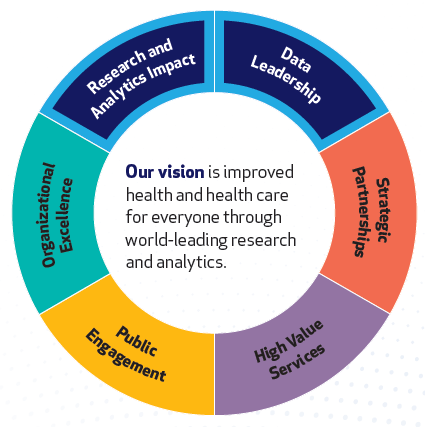 Research and
Analytics Impact
Data
Leadership
Strategic
Partnerships
High Value
Services
Public
Engagement
Organizational
Excellence
Our vision is improved
health and health care
for everyone through
world-leading research
and analytics.